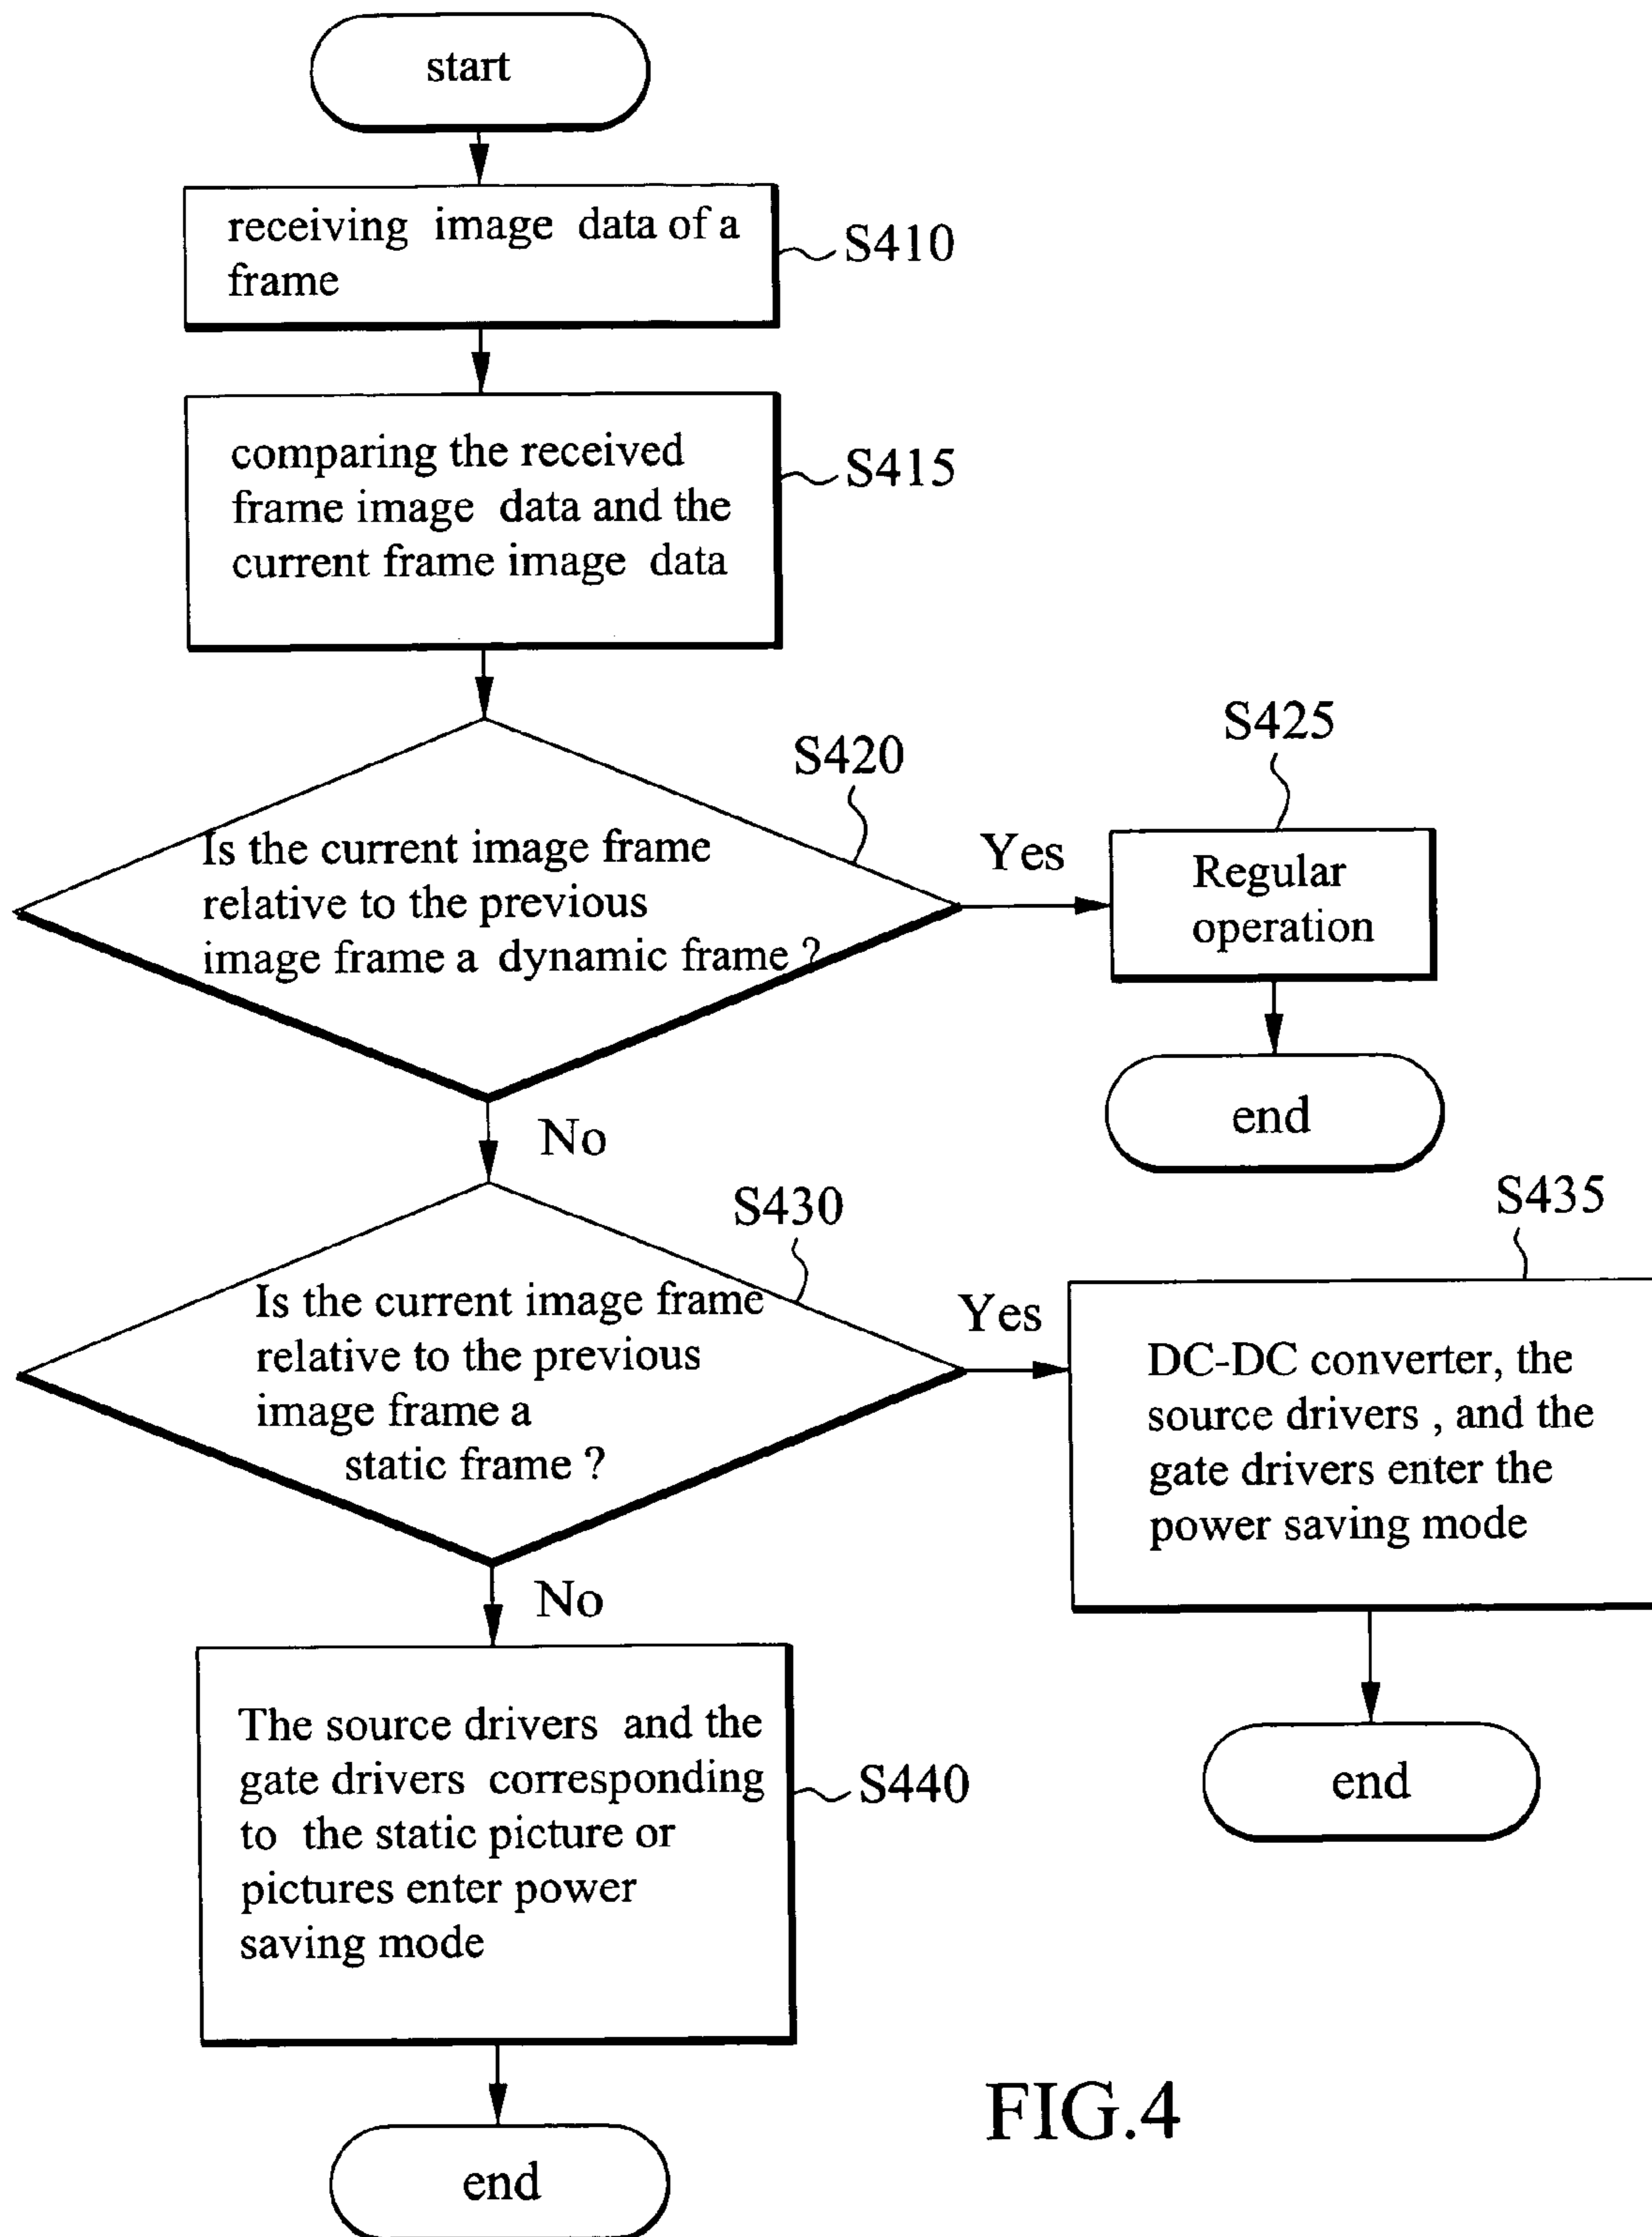 start
receiving image data of a
frame
S410
comparing the received
frame image data and the
current frame image data
S415
S420
Is the current image frame
relative to the previous
image frame a dynamic frame ?
Yes
S425
Regular
operation
end
No
S430
Is the current image frame
relative to the previous
image frame a
static frame ?
Yes
S435
DC-DC converter, the
source drivers , and the
gate drivers enter the
power saving mode
end
No
The source drivers and the
gate drivers corresponding
to the static picture or
pictures enter power
saving mode
S440
end
FIG.4